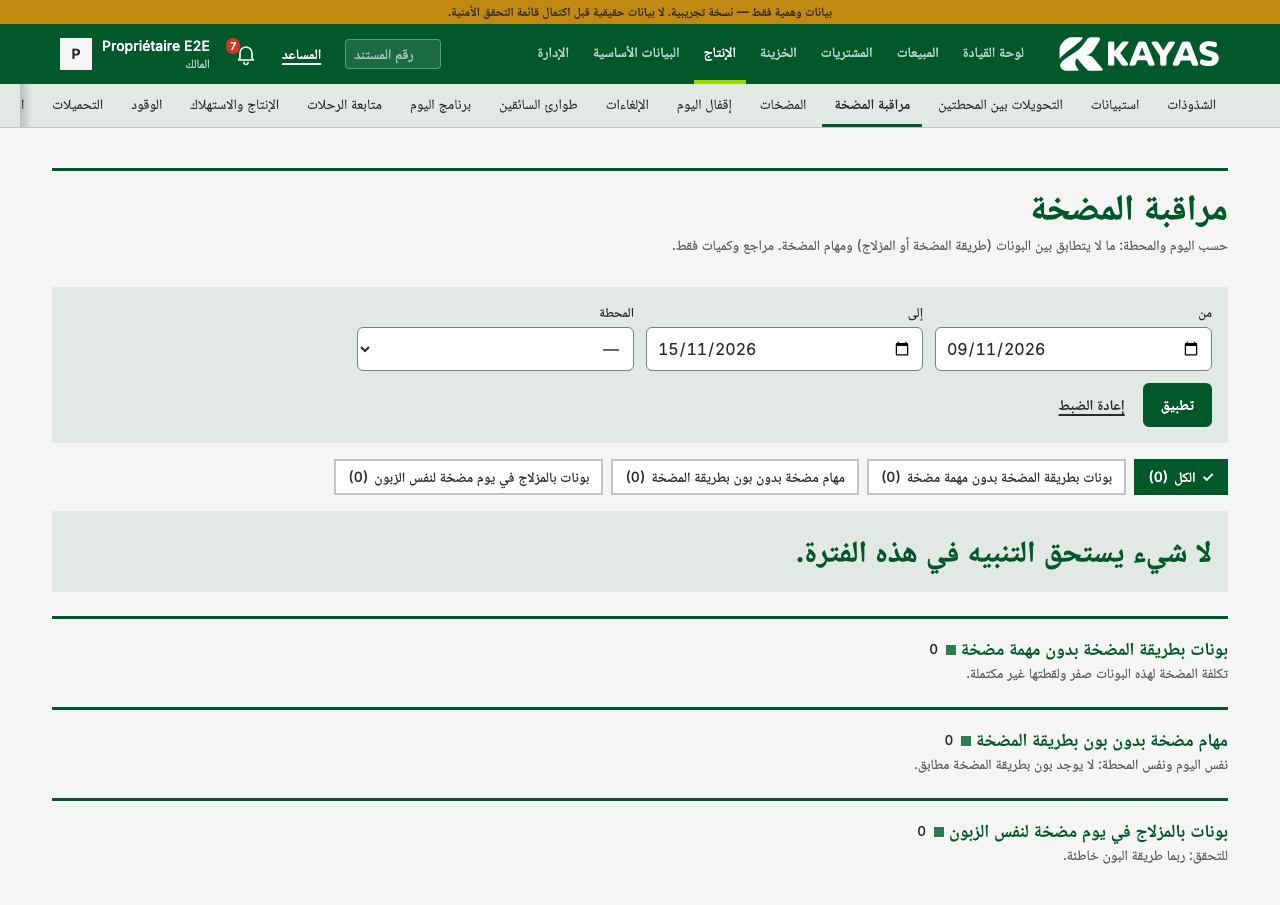 بيانات وهمية فقط — نسخة تجريبية. لا بيانات حقيقية قبل اكتمال قائمة التحقق الأمنية.
KAYAS
لوحة القيادة
المبيعات
المشتريات
الخزينة
الإنتاج
البيانات الأساسية
الإدارة
رقم المستند
المساعد
7
Propriétaire E2E
المالك
P
الشذوذات
استبيانات
التحويلات بين المحطتين
مراقبة المضخة
المضخات
إقفال اليوم
الإلغاءات
طوارئ السائقين
برنامج اليوم
متابعة الرحلات
الإنتاج والاستهلاك
الوقود
التحميلات
مراقبة المضخة
حسب اليوم والمحطة: ما لا يتطابق بين البونات (طريقة المضخة أو المزلاج) ومهام المضخة. مراجع وكميات فقط.
من
إلى
المحطة
09/11/2026
15/11/2026
—
تطبيق
إعادة الضبط
✓ الكل (0)
بونات بطريقة المضخة بدون مهمة مضخة (0)
مهام مضخة بدون بون بطريقة المضخة (0)
بونات بالمزلاج في يوم مضخة لنفس الزبون (0)
لا شيء يستحق التنبيه في هذه الفترة.
بونات بطريقة المضخة بدون مهمة مضخة 0
تكلفة المضخة لهذه البونات صفر ولقطتها غير مكتملة.
مهام مضخة بدون بون بطريقة المضخة 0
نفس اليوم ونفس المحطة: لا يوجد بون بطريقة المضخة مطابق.
بونات بالمزلاج في يوم مضخة لنفس الزبون 0
للتحقق: ربما طريقة البون خاطئة.